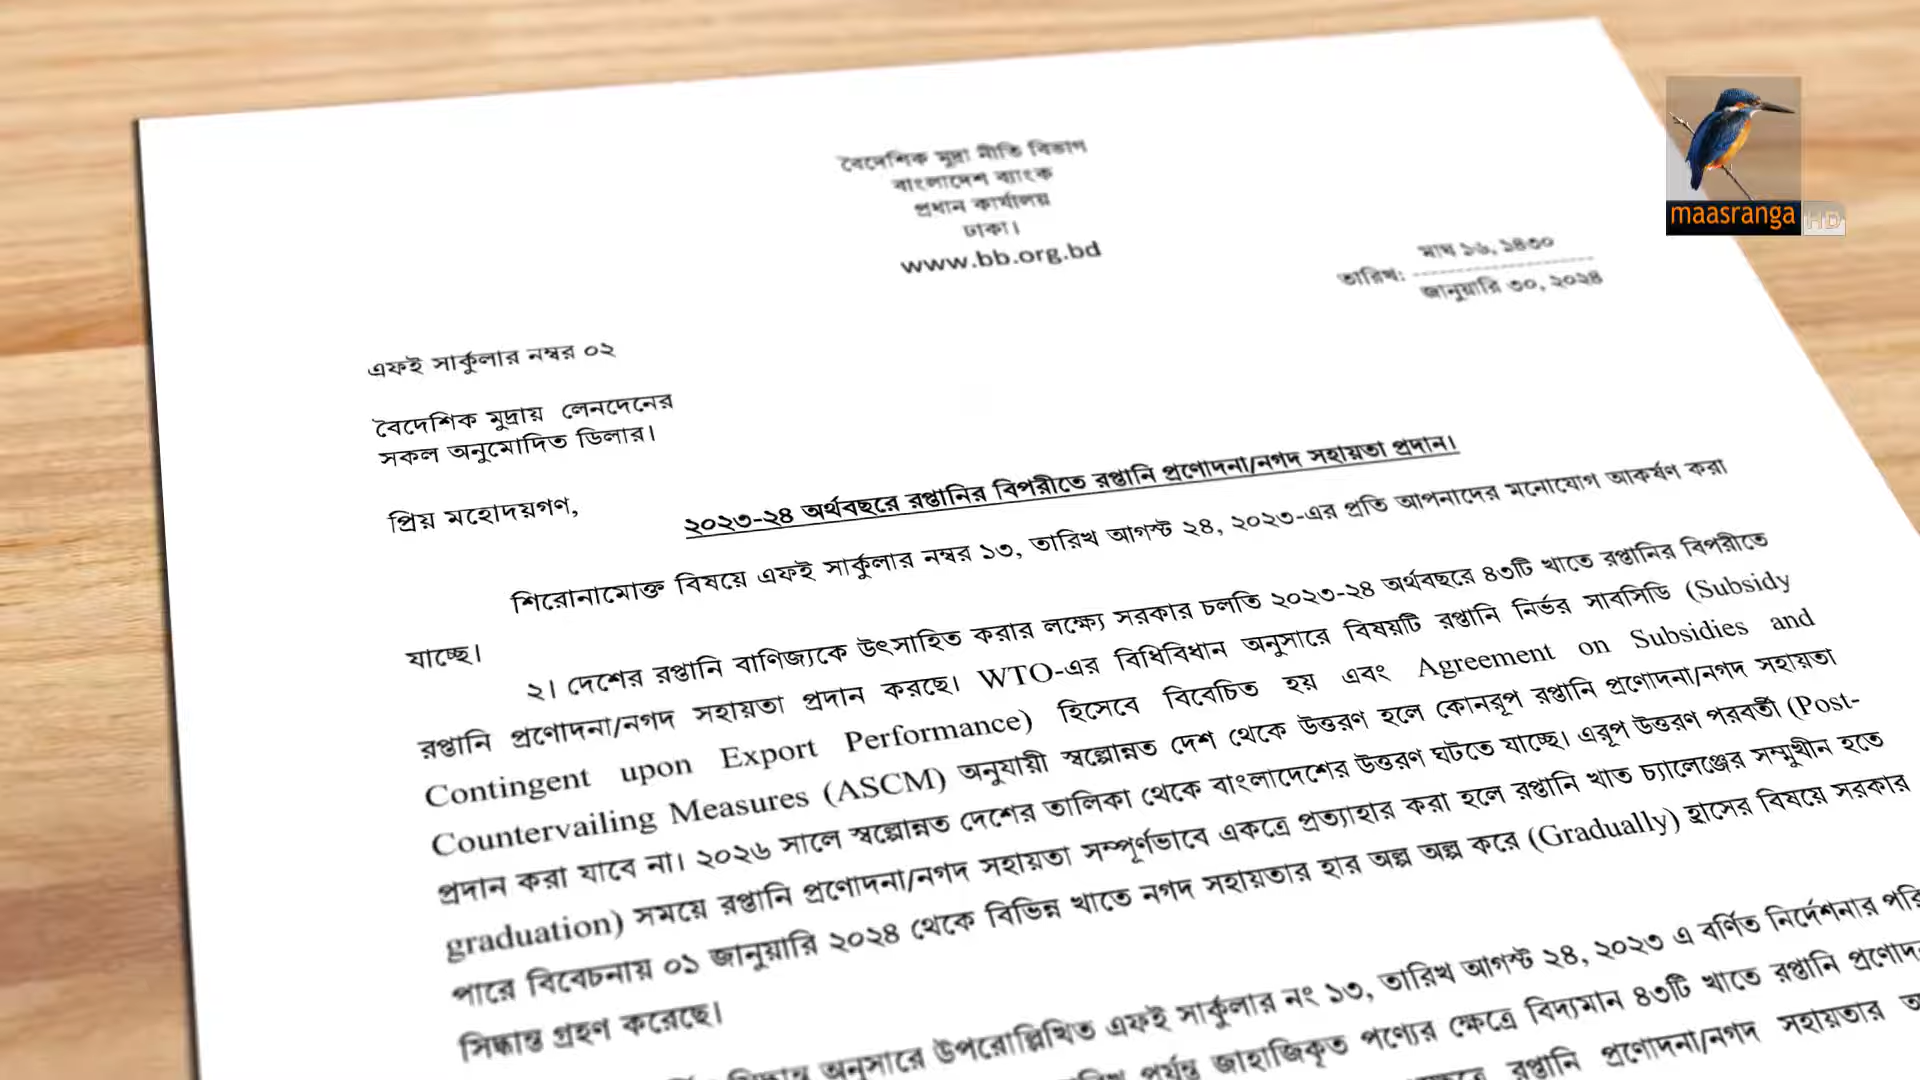 বৈদেশিক মুদ্রা নীতি বিভাগ
বাংলাদেশ ব্যাংক
প্রধান কার্যালয়
ঢাকা।
www.bb.org.bd
মাঘ ১৬, ১৪৩০
তারিখ: --------------------
জানুয়ারি ৩০, ২০২৪
maasranga HD
এফই সার্কুলার নম্বর ০২
বৈদেশিক মুদ্রায় লেনদেনের
সকল অনুমোদিত ডিলার।
প্রিয় মহোদয়গণ,
২০২৩-২৪ অর্থবছরে রপ্তানির বিপরীতে রপ্তানি প্রণোদনা/নগদ সহায়তা প্রদান।
শিরোনামোক্ত বিষয়ে এফই সার্কুলার নম্বর ১৩, তারিখ আগস্ট ২৪, ২০২৩-এর প্রতি আপনাদের মনোযোগ আকর্ষণ করা
যাচ্ছে।
২। দেশের রপ্তানি বাণিজ্যকে উৎসাহিত করার লক্ষ্যে সরকার চলতি ২০২৩-২৪ অর্থবছরে ৪৩টি খাতে রপ্তানির বিপরীতে
রপ্তানি প্রণোদনা/নগদ সহায়তা প্রদান করছে। WTO-এর বিধিবিধান অনুসারে বিষয়টি রপ্তানি নির্ভর সাবসিডি (Subsidy
Contingent upon Export Performance) হিসেবে বিবেচিত হয় এবং Agreement on Subsidies and
Countervailing Measures (ASCM) অনুযায়ী স্বল্পোন্নত দেশ থেকে উত্তরণ হলে কোনরূপ রপ্তানি প্রণোদনা/নগদ সহায়তা
প্রদান করা যাবে না। ২০২৬ সালে স্বল্পোন্নত দেশের তালিকা থেকে বাংলাদেশের উত্তরণ ঘটতে যাচ্ছে। এরূপ উত্তরণ পরবর্তী (Post-
graduation) সময়ে রপ্তানি প্রণোদনা/নগদ সহায়তা সম্পূর্ণভাবে একত্রে প্রত্যাহার করা হলে রপ্তানি খাত চ্যালেঞ্জের সম্মুখীন হতে
পারে বিবেচনায় ০১ জানুয়ারি ২০২৪ থেকে বিভিন্ন খাতে নগদ সহায়তার হার অল্প অল্প করে (Gradually) হ্রাসের বিষয়ে সরকার
সিদ্ধান্ত গ্রহণ করেছে।
সিদ্ধান্ত অনুসারে উপরোল্লিখিত এফই সার্কুলার নং ১৩, তারিখ আগস্ট ২৪, ২০২৩ এ বর্ণিত নির্দেশনার
পর্যন্ত জাহাজিকৃত পণ্যের ক্ষেত্রে বিদ্যমান ৪৩টি খাতে রপ্তানি
রপ্তানি প্রণোদনা/নগদ সহায়তার